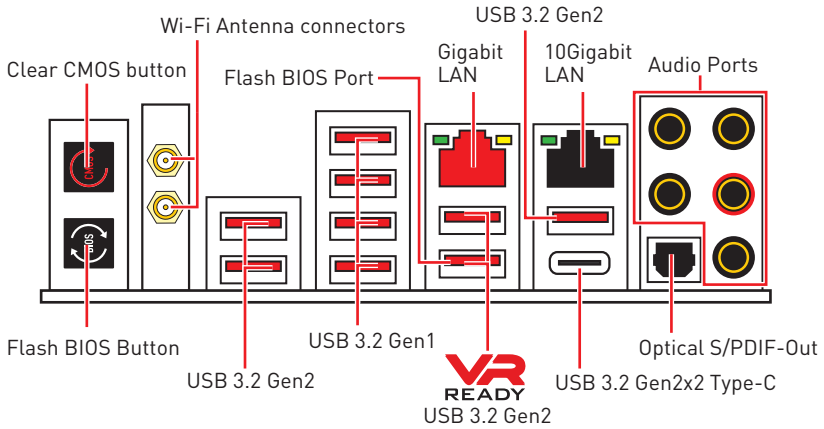 USB 3.2 Gen2
Wi-Fi Antenna connectors
Gigabit
LAN
10Gigabit
LAN
Audio Ports
Clear CMOS button
Flash BIOS Port
CMOS
BIOS
Flash BIOS Button
USB 3.2 Gen2
USB 3.2 Gen1
VR
READY
USB 3.2 Gen2
USB 3.2 Gen2x2 Type-C
Optical S/PDIF-Out